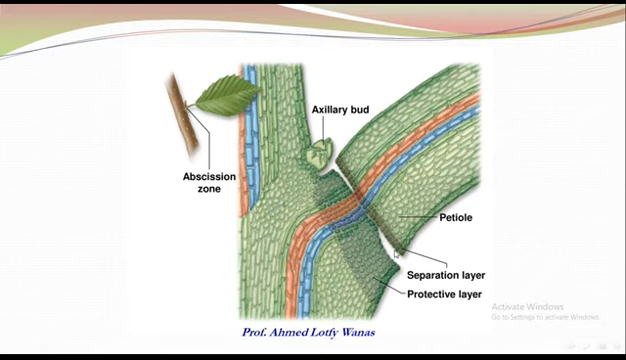 Axillary bud
Abscission
zone
Petiole
Separation layer
Protective layer
Activate Windows
Go to Settings to activate Windows.
Prof. Ahmed Lotfy Wanas